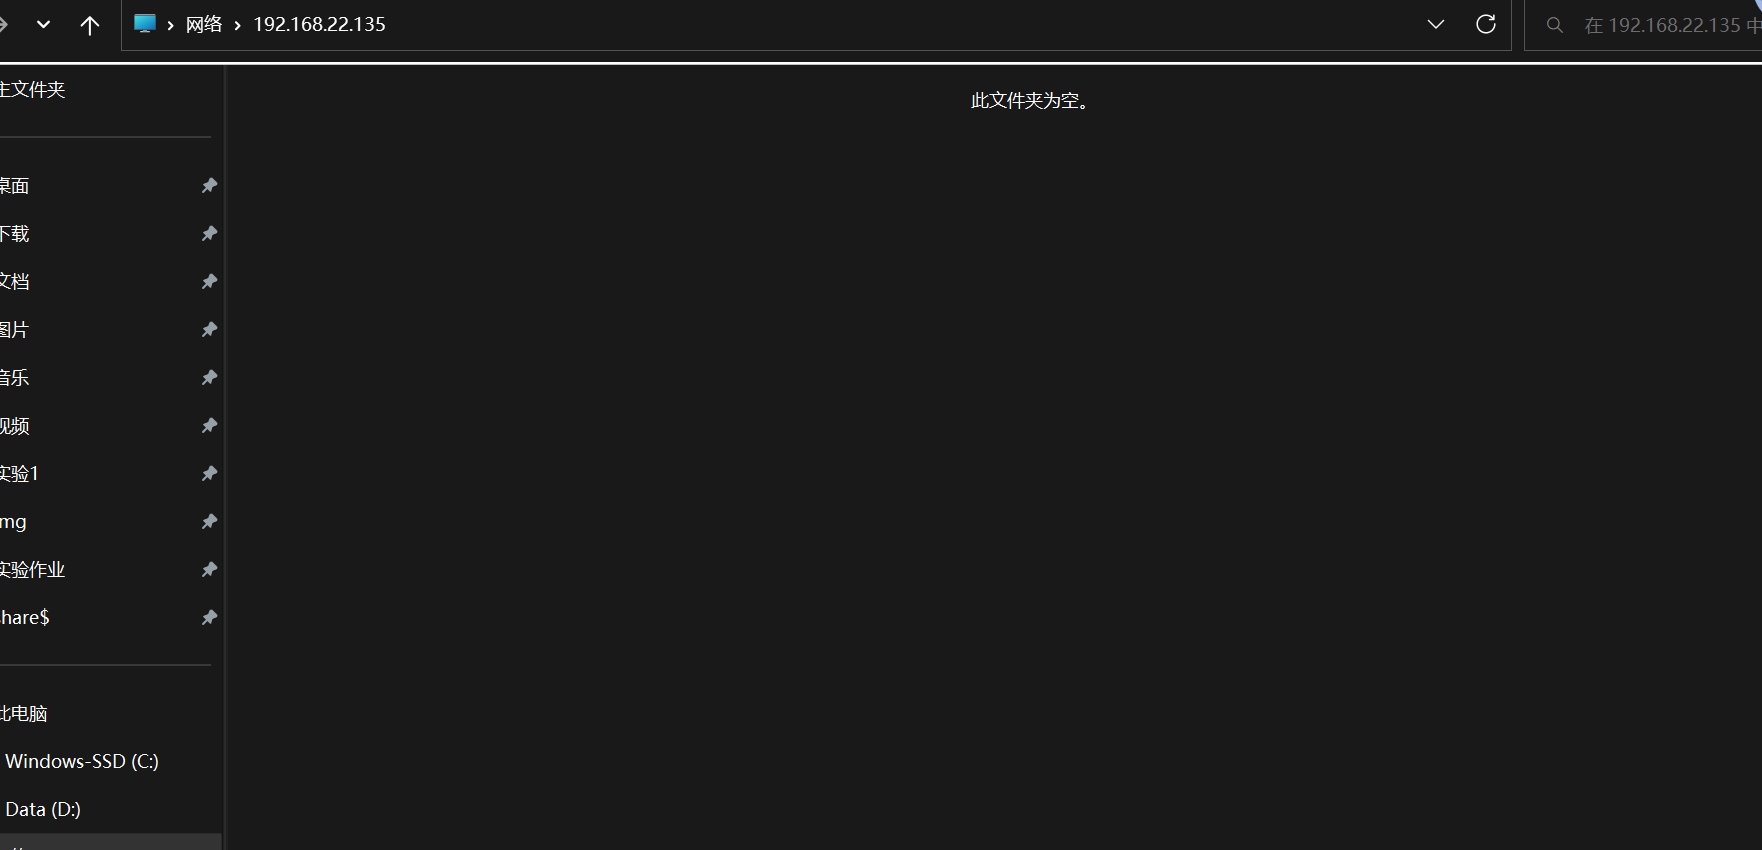 网络 › 192.168.22.135
在 192.168.22.135 中
主文件夹
此文件夹为空。
桌面
下载
文档
图片
音乐
视频
实验1
mg
实验作业
hare$
此电脑
Windows-SSD (C:)
Data (D:)